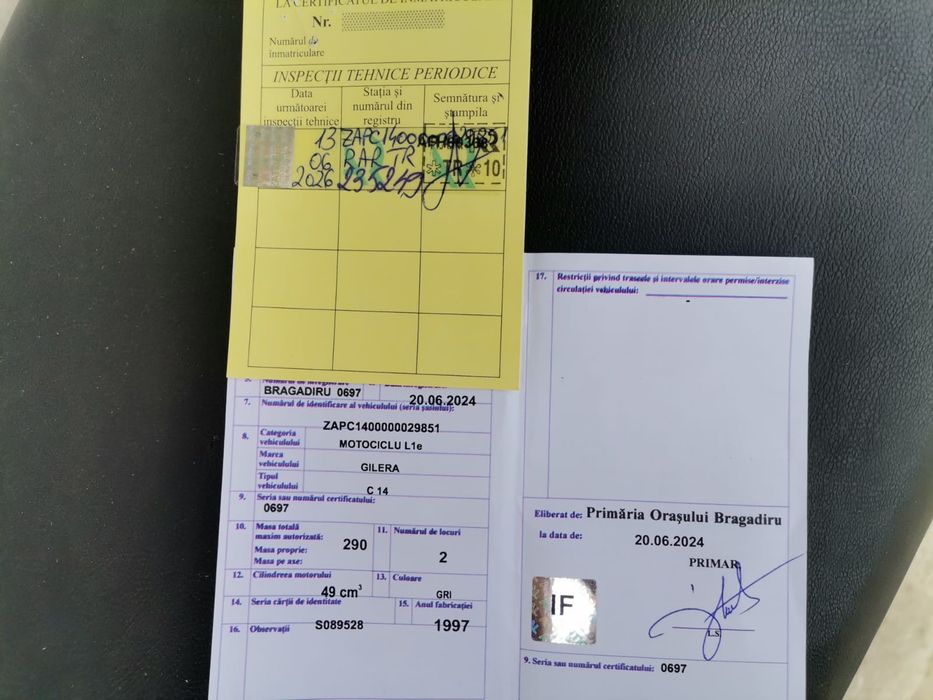 LA CERTIFICATUL DE ÎNMATRICULARE
Nr.
Numărul de
înmatriculare
INSPECȚII TEHNICE PERIODICE
Data
următoarei
inspecții tehnice
Stația și
numărul din
registru
Semnătura și
ștampila
13
06
2026
ZAPC1400000029851
RAR TR
235249
TR 10
BRAGADIRU 0697
20.06.2024
7. Numărul de identificare al vehiculului (seria șasiului):
ZAPC1400000029851
8. Categoria
vehiculului
MOTOCICLU L1e
Marca
vehiculului
GILERA
Tipul
vehiculului
C 14
9. Seria sau numărul certificatului:
0697
10. Masa totală
maxim autorizată:
290
Masa proprie:
Masa pe axe:
11. Numărul de locuri
2
12. Cilindreea motorului
49 cm³
13. Culoare
GRI
14. Seria cărții de identitate
S089528
15. Anul fabricației
1997
16. Observații
17. Restricții privind traseele și intervalele orare permise/interzise
circulației vehiculului:
Eliberat de: Primăria Orașului Bragadiru
la data de:
20.06.2024
PRIMAR
IF
L.S.
9. Seria sau numărul certificatului: 0697